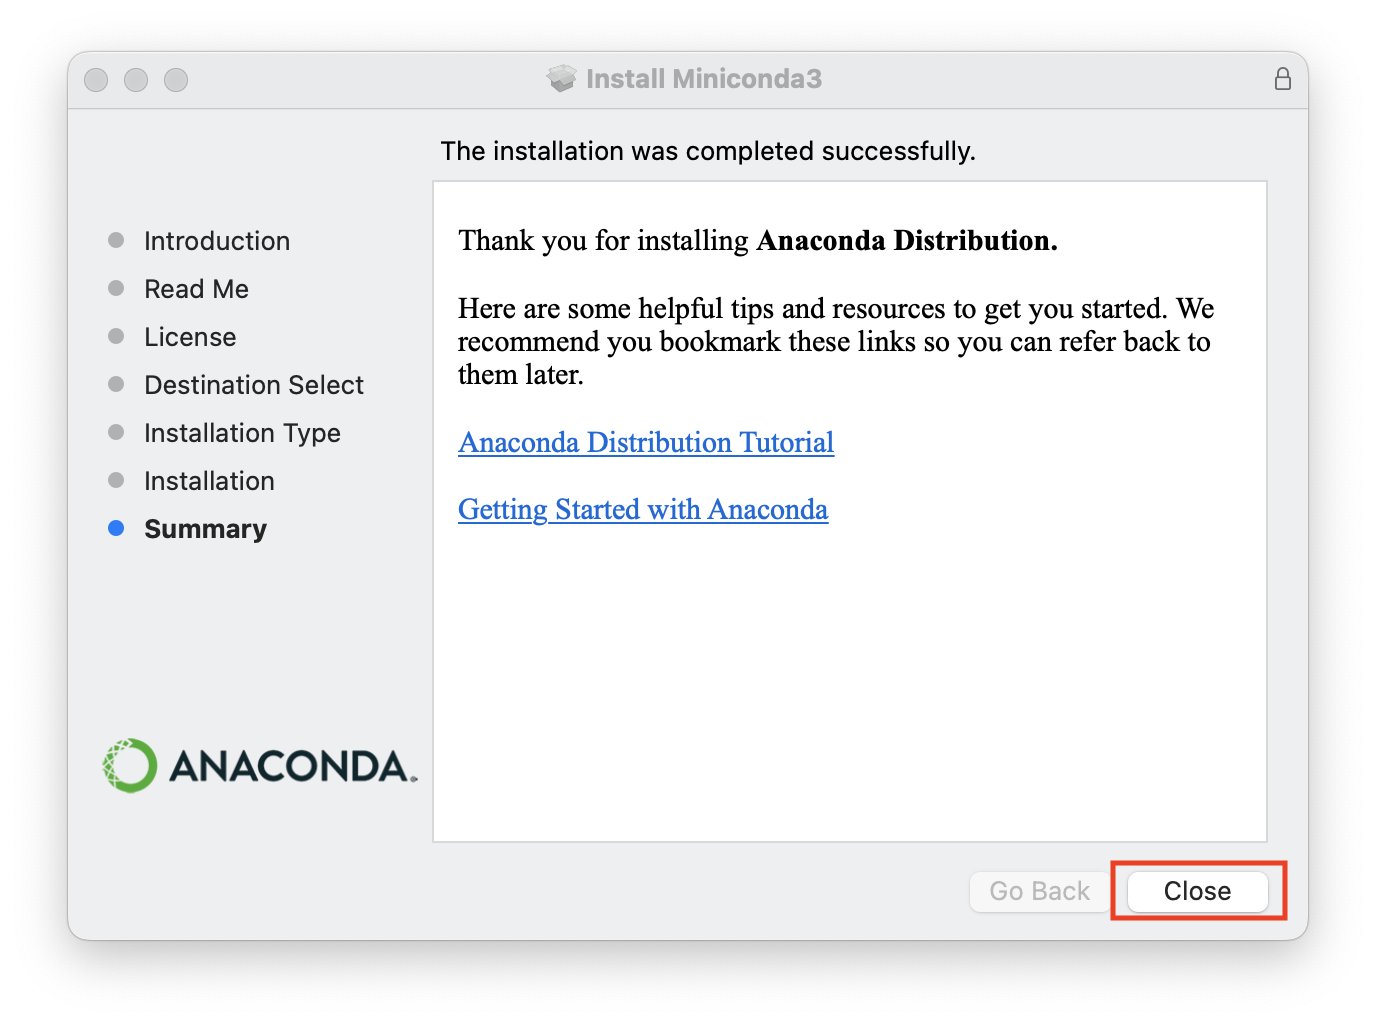 Install Miniconda3
The installation was completed successfully.
Introduction
Read Me
License
Destination Select
Installation Type
Installation
Summary
Thank you for installing Anaconda Distribution.
Here are some helpful tips and resources to get you started. We
recommend you bookmark these links so you can refer back to
them later.
Anaconda Distribution Tutorial
Getting Started with Anaconda
ANACONDA.
Go Back
Close